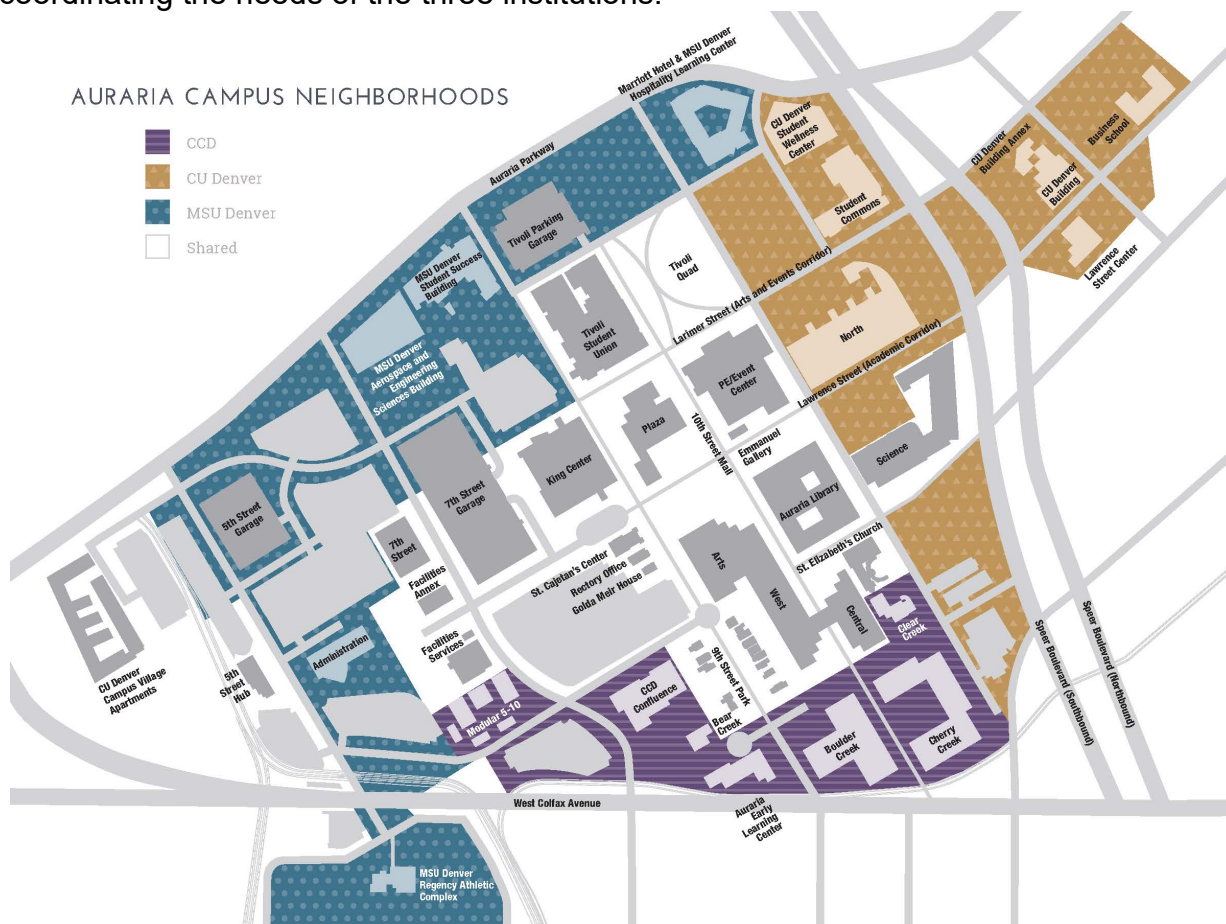 coordinating the needs of the three institutions.
AURARIA CAMPUS NEIGHBORHOODS
CCD
CU Denver
MSU Denver
Shared
Marriott Hotel & MSU Denver
Hospitality Learning Center
Auraria Parkway
CU Denver
Student
Wellness
Center
Student
Commons
CU Denver
Building Annex
Business
School
CU Denver
Building
Lawrence
Street Center
Tivoli Parking
Garage
MSU Denver
Student Success
Building
Tivoli
Quad
Larimer Street (Arts and Events Corridor)
Tivoli
Student
Union
North
MSU Denver
Aerospace and
Engineering
Sciences Building
PE/Event
Center
Lawrence Street (Academic Corridor)
Plaza
10th Street Mall
Emmanuel
Gallery
Science
King Center
7th Street
Garage
Auraria Library
5th Street
Garage
7th
Street
St. Elizabeth's Church
Arts
West
Central
St. Cajetan's Center
Rectory Office
Golda Meir House
Facilities
Annex
Facilities
Services
Clear
Creek
Speer Boulevard (Southbound)
Speer Boulevard (Northbound)
Administration
CU Denver
Campus Village
Apartments
5th
Street
Hub
Modular 5-10
CCD
Confluence
9th Street Park
Bear
Creek
Boulder
Creek
Cherry
Creek
West Colfax Avenue
Auraria
Early
Learning
Center
MSU Denver
Regency Athletic
Complex